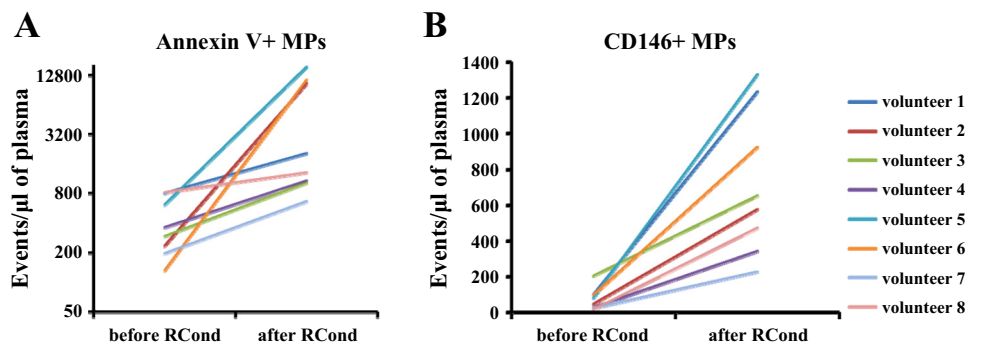 A
Annexin V+ MPs
Events/µl of plasma
12800
3200
800
200
50
before RCond
after RCond
B
CD146+ MPs
Events/µl of plasma
1400
1200
1000
800
600
400
200
0
before RCond
after RCond
volunteer 1
volunteer 2
volunteer 3
volunteer 4
volunteer 5
volunteer 6
volunteer 7
volunteer 8